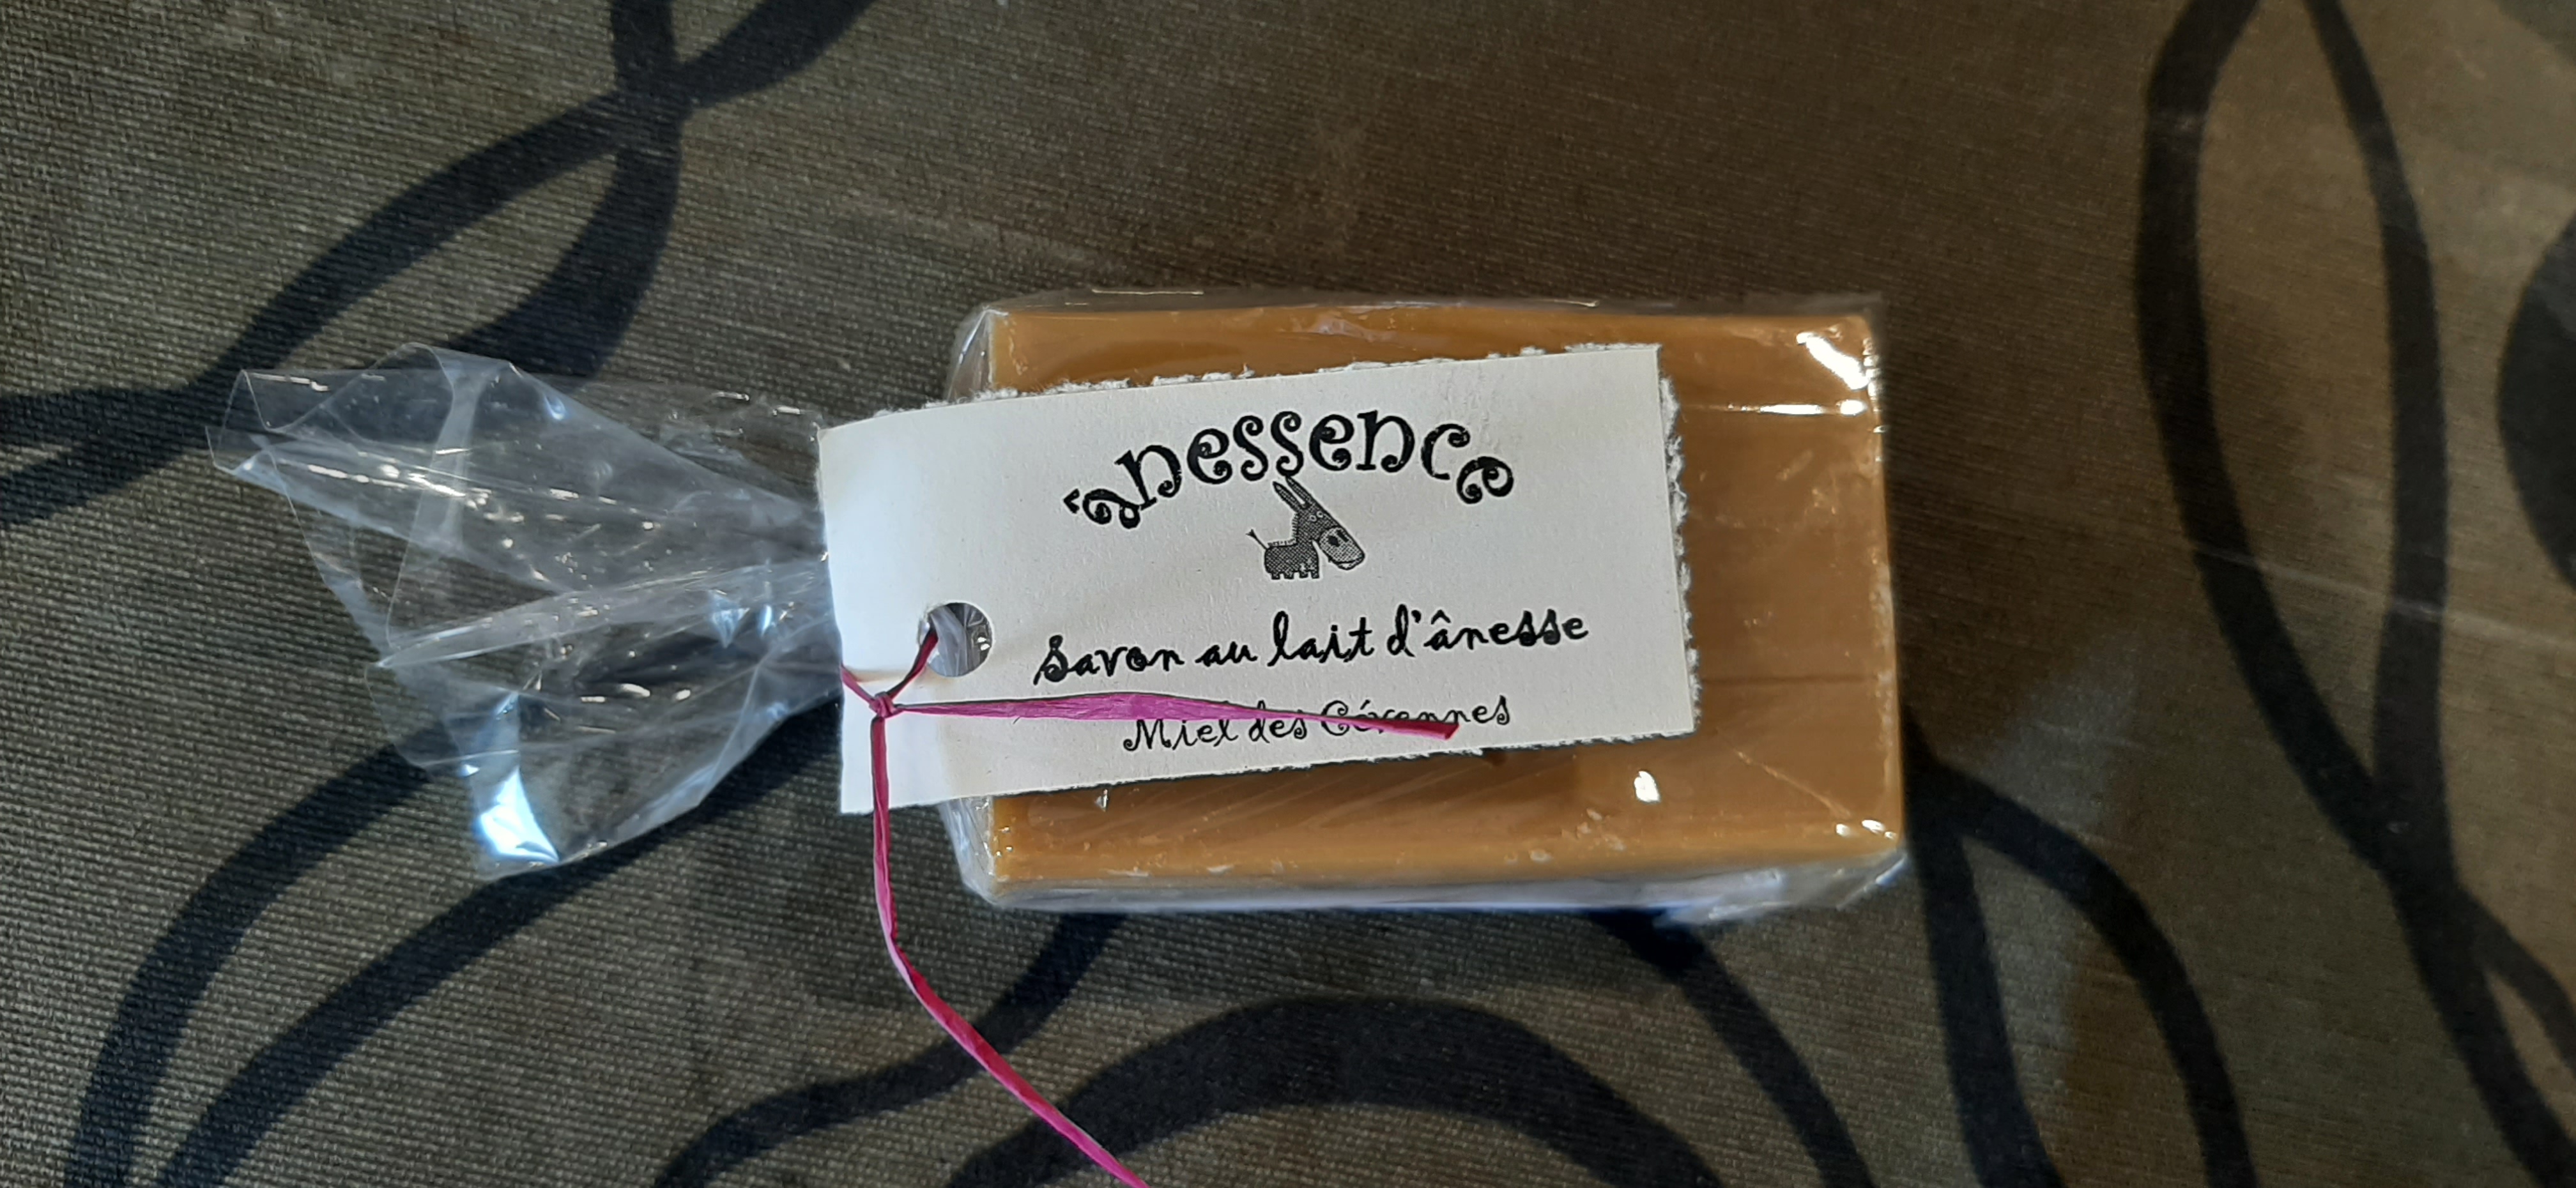 ânessence
Savon au lait d'ânesse
Miel des Cévennes